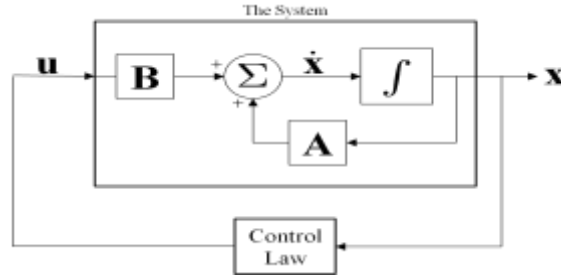 The System
u
B
+
Σ
ẋ
∫
x
+
A
Control
Law